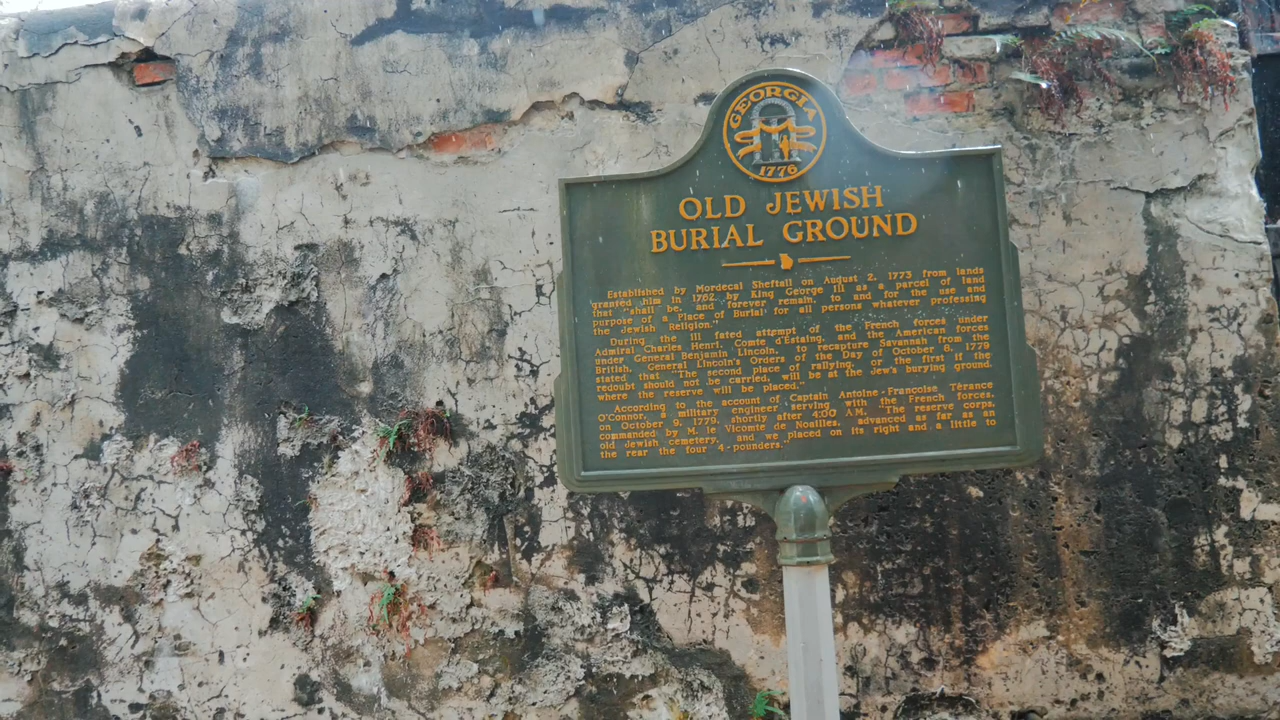 GEORGIA
1776
OLD JEWISH
BURIAL GROUND
Established by Mordecai Sheftall on August 2, 1773 from lands
granted him in 1762 by King George III as a parcel of land
that "shall be, and forever remain, to and for the use and
purpose of a Place of Burial for all persons whatever professing
the Jewish Religion."
During the ill fated attempt of the French forces under
Admiral Charles Henri, Comte d'Estaing, and the American forces
under General Benjamin Lincoln, to recapture Savannah from the
British, General Lincoln's Orders of the Day of October 8, 1779
stated that "The second place of rallying, or the first if the
redoubt should not be carried, will be at the Jew's burying ground,
where the reserve will be placed."
According to the account of Captain Antoine-Francoise Térance
O'Connor, a military engineer serving with the French forces,
on October 9, 1779, shortly after 4:00 A.M. "The reserve corps,
commanded by M. le Vicomte de Noailles, advanced as far as an
old Jewish cemetery, and we placed on its right and a little to
the rear the four 4-pounders."